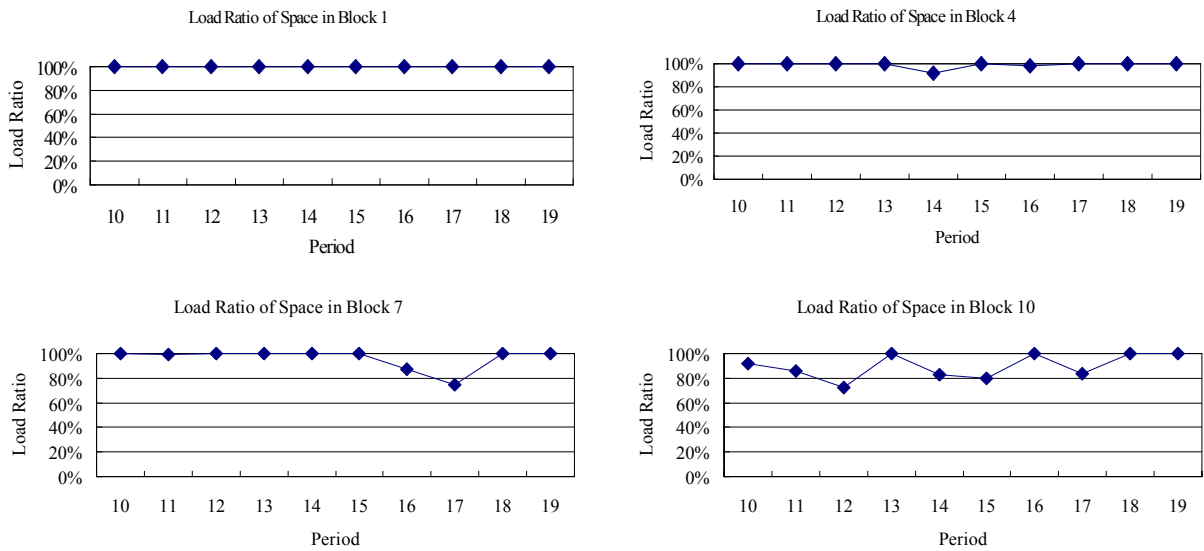 Load Ratio of Space in Block 1
Load Ratio
100%
80%
60%
40%
20%
0%
10 11 12 13 14 15 16 17 18 19
Period
Load Ratio of Space in Block 4
Load Ratio
100%
80%
60%
40%
20%
0%
10 11 12 13 14 15 16 17 18 19
Period
Load Ratio of Space in Block 7
Load Ratio
100%
80%
60%
40%
20%
0%
10 11 12 13 14 15 16 17 18 19
Period
Load Ratio of Space in Block 10
Load Ratio
100%
80%
60%
40%
20%
0%
10 11 12 13 14 15 16 17 18 19
Period